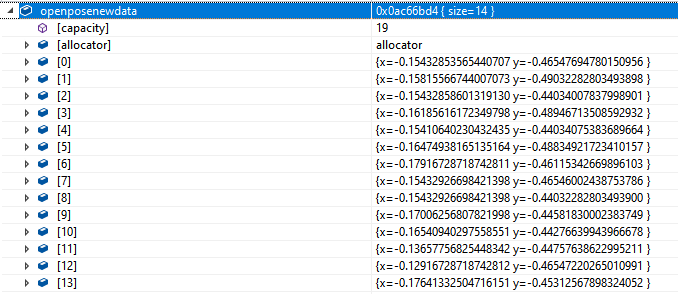 openposenewdata 0x0ac66bd4 { size=14 }
[capacity] 19
[allocator] allocator
[0] {x=-0.15432853565440707 y=-0.46547694780150956 }
[1] {x=-0.15815566744007073 y=-0.49032282803493898 }
[2] {x=-0.15432858601319130 y=-0.44034007837998901 }
[3] {x=-0.16185616172349798 y=-0.48946713508592932 }
[4] {x=-0.15410640230432435 y=-0.44034075383689664 }
[5] {x=-0.16474938165135164 y=-0.48834921723410157 }
[6] {x=-0.17916728718742811 y=-0.46115342669896103 }
[7] {x=-0.15432926698421398 y=-0.46546002438753786 }
[8] {x=-0.15432926698421398 y=-0.44032282803493900 }
[9] {x=-0.17006256807821998 y=-0.44581830002383749 }
[10] {x=-0.16540940297558551 y=-0.44276639943966678 }
[11] {x=-0.13657756825448342 y=-0.44757638622995211 }
[12] {x=-0.12916728718742812 y=-0.46547220265010991 }
[13] {x=-0.17641332504716151 y=-0.45312567898324052 }